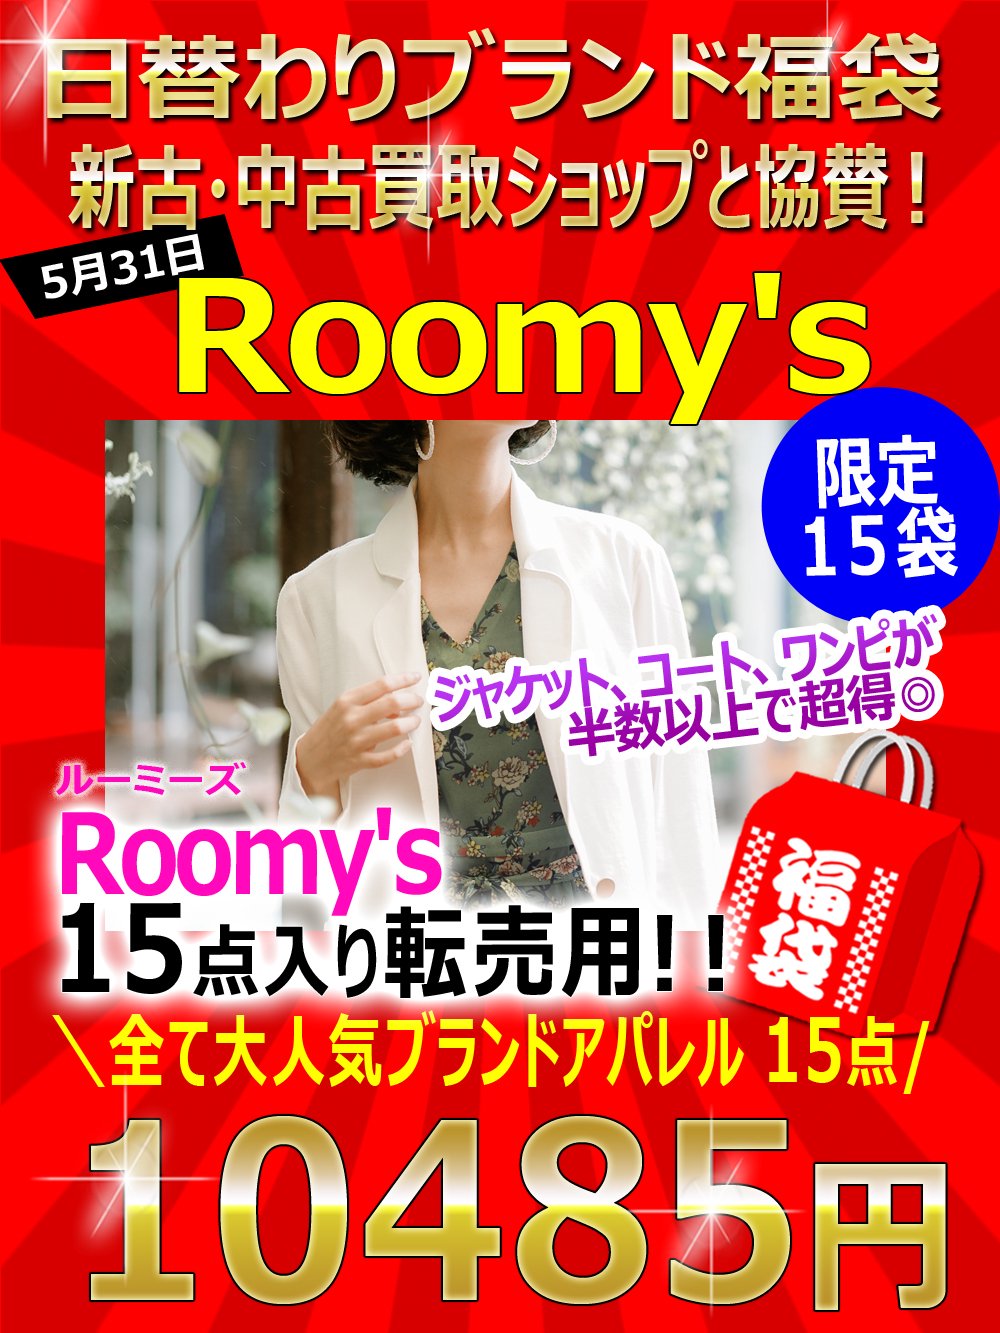 日替わりブランド福袋
新古・中古買取ショップと協賛！
5月31日
Roomy's
限定
15袋
ジャケット、コート、ワンピが
半数以上で超得◎
ルーミーズ
Roomy's
15点入り転売用！！
福袋
＼全て大人気ブランドアパレル 15点/
10485円